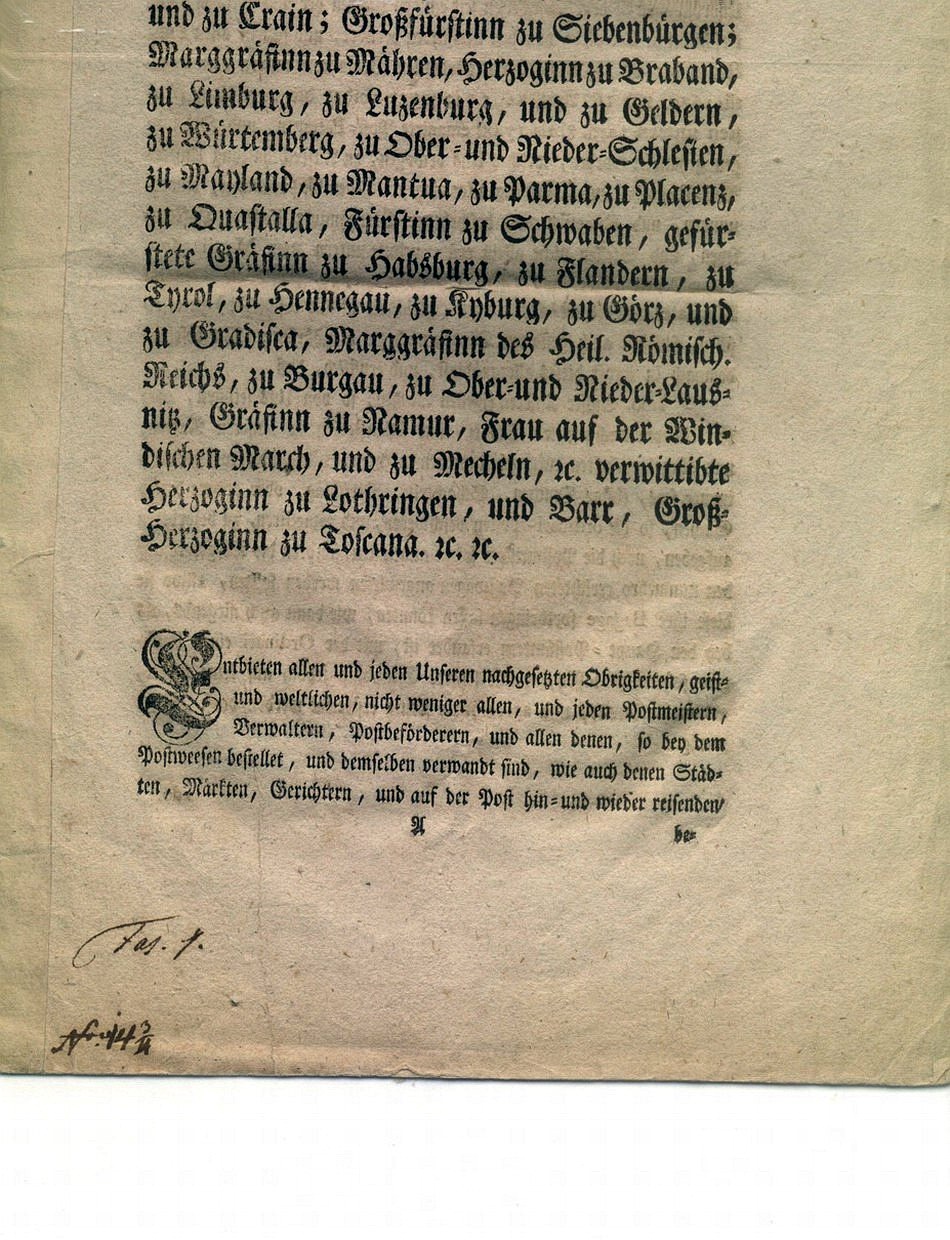 und zu Crain; Großfürstinn zu Siebenbürgen;
Marggräfinn zu Mähren, Herzoginn zu Braband,
zu Limburg, zu Luzenburg, und zu Geldern,
zu Würtemberg, zu Ober- und Nieder-Schlesien,
zu Mayland, zu Mantua, zu Parma, zu Placenz,
zu Quastalla, Fürstinn zu Schwaben, gefür-
stete Gräfinn zu Habsburg, zu Flandern, zu
Tyrol, zu Hennegau, zu Kyburg, zu Görz, und
zu Gradisca, Marggräfinn des Heil. Römisch.
Reichs, zu Burgau, zu Ober- und Nieder-Laus-
nitz, Gräfinn zu Namur, Frau auf der Win-
dischen March, und zu Mecheln, ꝛc. verwittibte
Herzoginn zu Lothringen, und Barr, Groß-
Herzoginn zu Toscana. ꝛc. ꝛc.
Entbieten allen und jeden Unseren nachgesetzten Obrigkeiten, geist-
und weltlichen, nicht weniger allen, und jeden Postmeistern,
Verwaltern, Postbeförderern, und allen denen, so bey dem
Postweesen bestellet, und demselben verwandt sind, wie auch denen Städ-
ten, Märkten, Gerichtern, und auf der Post hin- und wieder reisenden/
A
be-
Fas. 1.